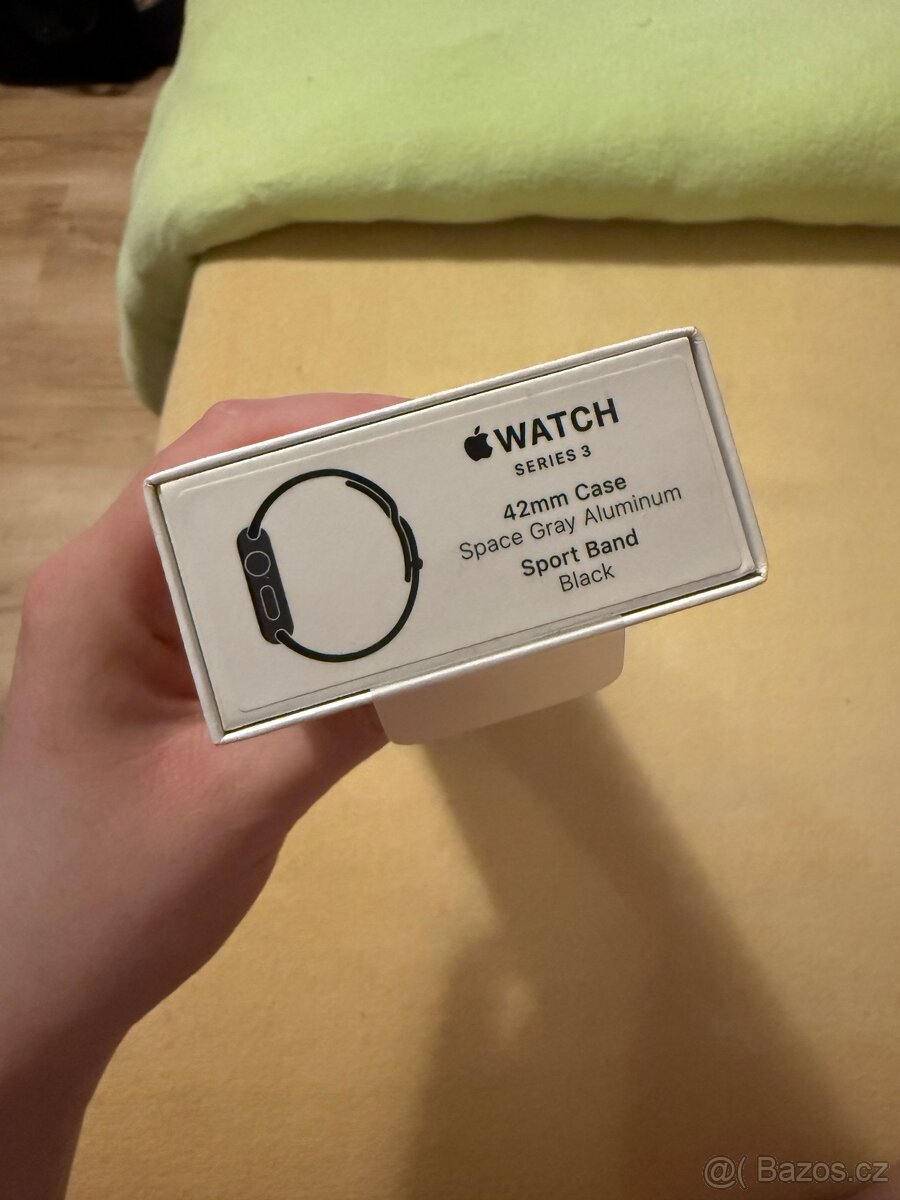 WATCH
SERIES 3
42mm Case
Space Gray Aluminum
Sport Band
Black
@( Bazos.cz